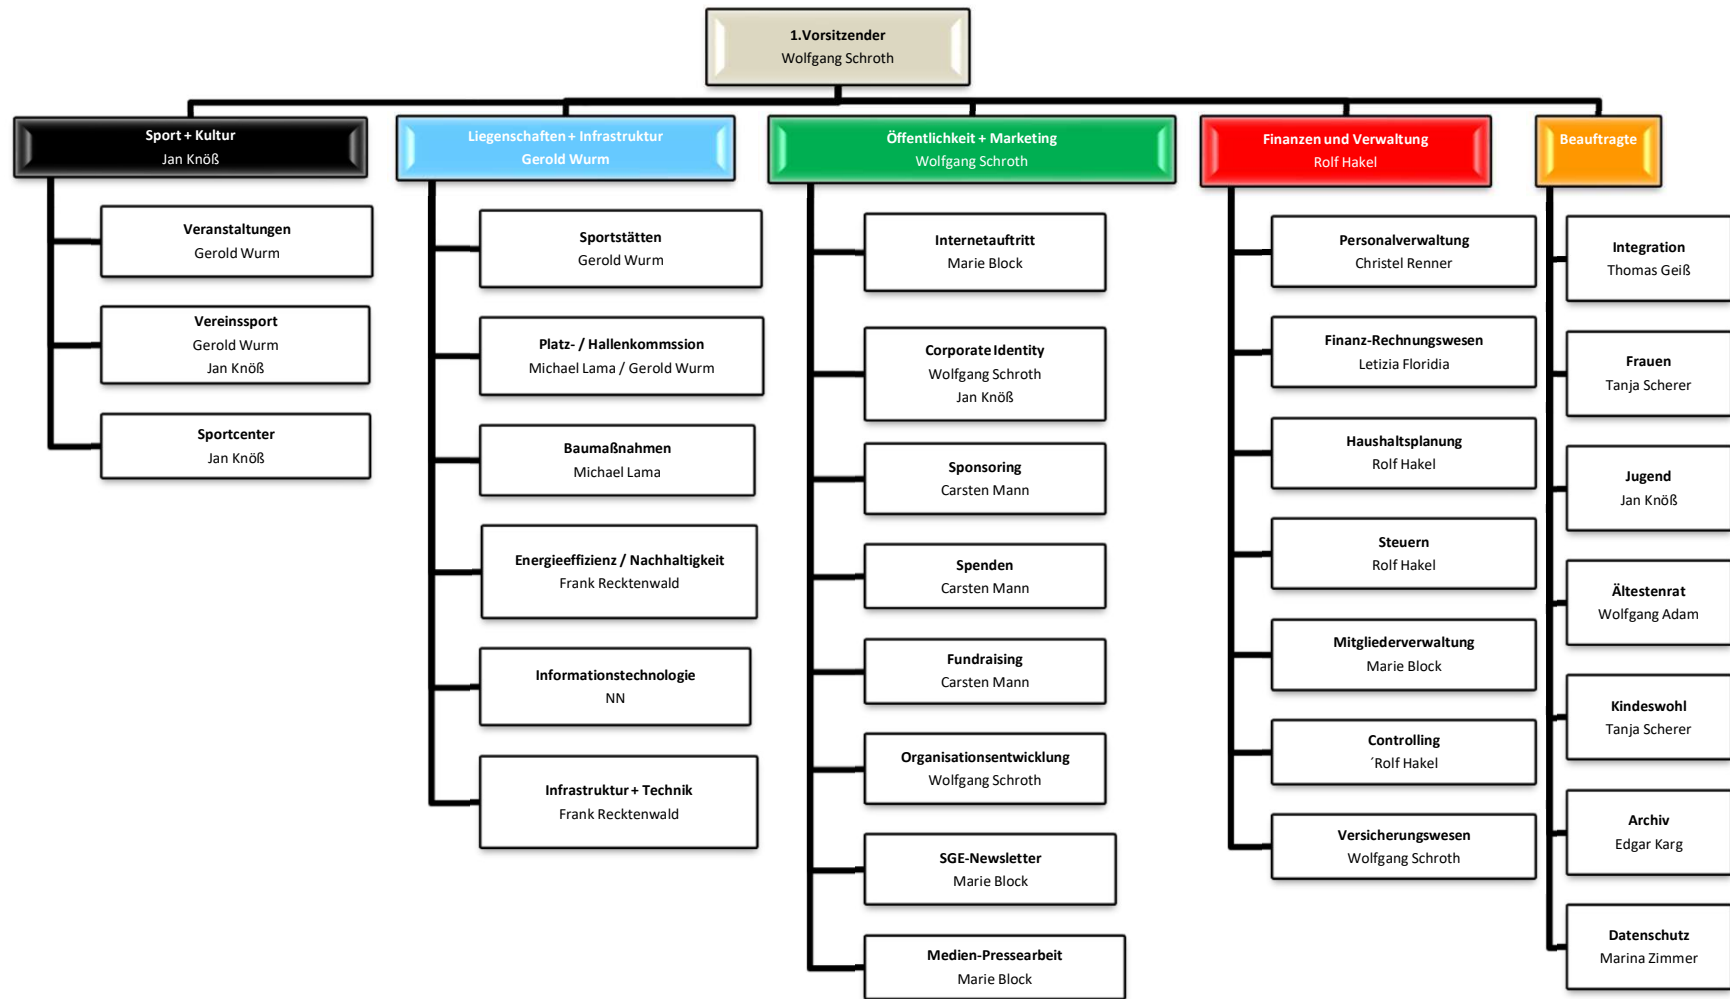 1.Vorsitzender
Wolfgang Schroth
Sport + Kultur
Jan Knöß
Veranstaltungen
Gerold Wurm
Vereinssport
Gerold Wurm
Jan Knöß
Sportcenter
Jan Knöß
Liegenschaften + Infrastruktur
Gerold Wurm
Sportstätten
Gerold Wurm
Platz- / Hallenkommssion
Michael Lama / Gerold Wurm
Baumaßnahmen
Michael Lama
Energieeffizienz / Nachhaltigkeit
Frank Recktenwald
Informationstechnologie
NN
Infrastruktur + Technik
Frank Recktenwald
Öffentlichkeit + Marketing
Wolfgang Schroth
Internetauftritt
Marie Block
Corporate Identity
Wolfgang Schroth
Jan Knöß
Sponsoring
Carsten Mann
Spenden
Carsten Mann
Fundraising
Carsten Mann
Organisationsentwicklung
Wolfgang Schroth
SGE-Newsletter
Marie Block
Medien-Pressearbeit
Marie Block
Finanzen und Verwaltung
Rolf Hakel
Personalverwaltung
Christel Renner
Finanz-Rechnungswesen
Letizia Floridia
Haushaltsplanung
Rolf Hakel
Steuern
Rolf Hakel
Mitgliederverwaltung
Marie Block
Controlling
´Rolf Hakel
Versicherungswesen
Wolfgang Schroth
Beauftragte
Integration
Thomas Geiß
Frauen
Tanja Scherer
Jugend
Jan Knöß
Ältestenrat
Wolfgang Adam
Kindeswohl
Tanja Scherer
Archiv
Edgar Karg
Datenschutz
Marina Zimmer